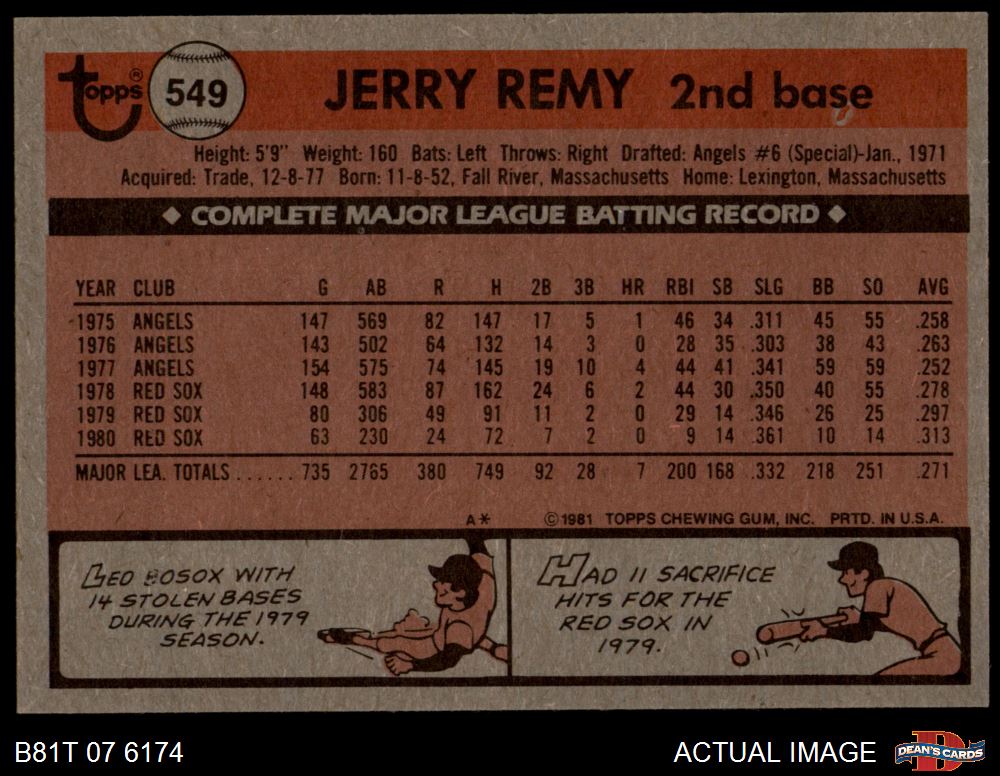 topps®
549
JERRY REMY 2nd base
Height: 5'9" Weight: 160 Bats: Left Throws: Right Drafted: Angels #6 (Special)-Jan., 1971
Acquired: Trade, 12-8-77 Born: 11-8-52, Fall River, Massachusetts Home: Lexington, Massachusetts
◆ COMPLETE MAJOR LEAGUE BATTING RECORD ◆
YEAR CLUB G AB R H 2B 3B HR RBI SB SLG BB SO AVG
1975 ANGELS 147 569 82 147 17 5 1 46 34 .311 45 55 .258
1976 ANGELS 143 502 64 132 14 3 0 28 35 .303 38 43 .263
1977 ANGELS 154 575 74 145 19 10 4 44 41 .341 59 59 .252
1978 RED SOX 148 583 87 162 24 6 2 44 30 .350 40 55 .278
1979 RED SOX 80 306 49 91 11 2 0 29 14 .346 26 25 .297
1980 RED SOX 63 230 24 72 7 2 0 9 14 .361 10 14 .313
MAJOR LEA. TOTALS ...... 735 2765 380 749 92 28 7 200 168 .332 218 251 .271
A* ©1981 TOPPS CHEWING GUM, INC. PRTD. IN U.S.A.
LED BOSOX WITH
14 STOLEN BASES
DURING THE 1979
SEASON.
HAD 11 SACRIFICE
HITS FOR THE
RED SOX IN
1979.
B81T 07 6174
ACTUAL IMAGE
D
DEAN'S CARDS